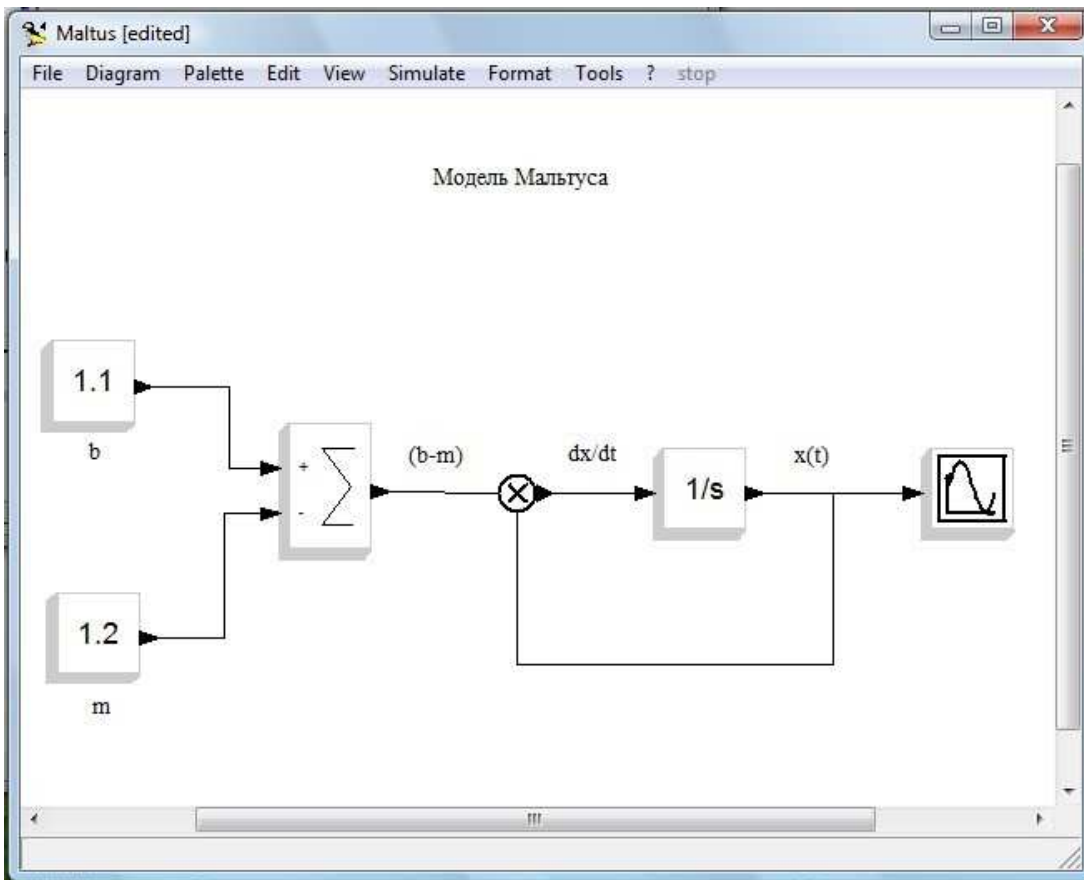 Maltus [edited]
File Diagram Palette Edit View Simulate Format Tools ? stop
Модель Мальтуса
1.1
b
+
-
Σ
(b-m)
dx/dt
1/s
x(t)
1.2
m